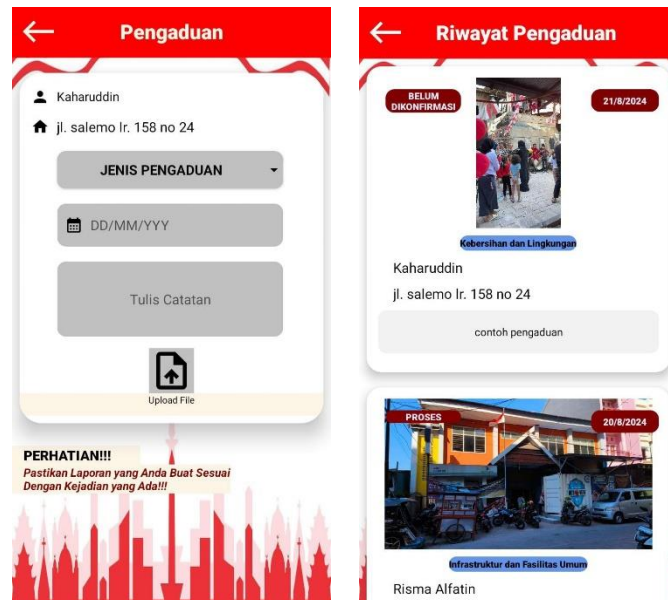 Pengaduan
Kaharuddin
jl. salemo lr. 158 no 24
JENIS PENGADUAN
DD/MM/YYY
Tulis Catatan
Upload File
PERHATIAN!!!
Pastikan Laporan yang Anda Buat Sesuai
Dengan Kejadian yang Ada!!!
Riwayat Pengaduan
BELUM
DIKONFIRMASI
21/8/2024
Kebersihan dan Lingkungan
Kaharuddin
jl. salemo lr. 158 no 24
contoh pengaduan
PROSES
20/8/2024
Infrastruktur dan Fasilitas Umum
Risma Alfatin